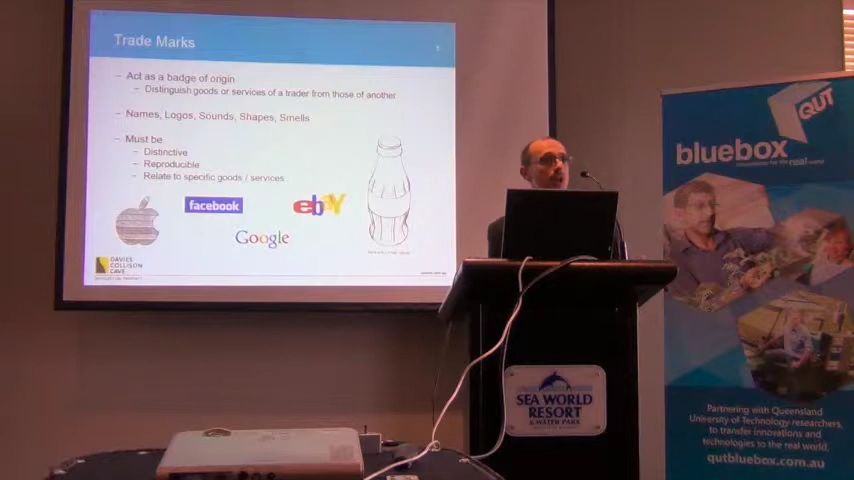 Trade Marks
– Act as a badge of origin
– Distinguish goods or services of a trader from those of another
– Names, Logos, Sounds, Shapes, Smells
– Must be
– Distinctive
– Reproducible
– Relate to specific goods / services
facebook
ebY
Google
DAVIES
COLLISON
CAVE
QUT
bluebox
real world
SEA WORLD
RESORT
& WATER PARK
Partnering with Queensland
University of Technology researchers,
to transfer innovations and
technologies to the real world.
qutbluebox.com.au